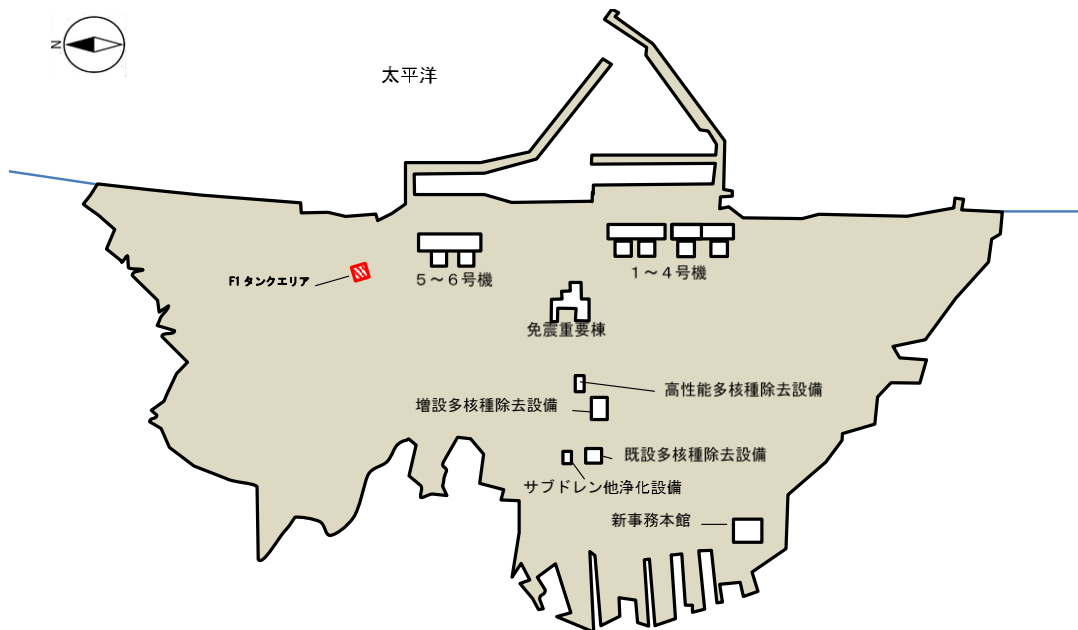 N
太平洋
F1 タンクエリア
５～６号機
１～４号機
免震重要棟
高性能多核種除去設備
増設多核種除去設備
既設多核種除去設備
サブドレン他浄化設備
新事務本館